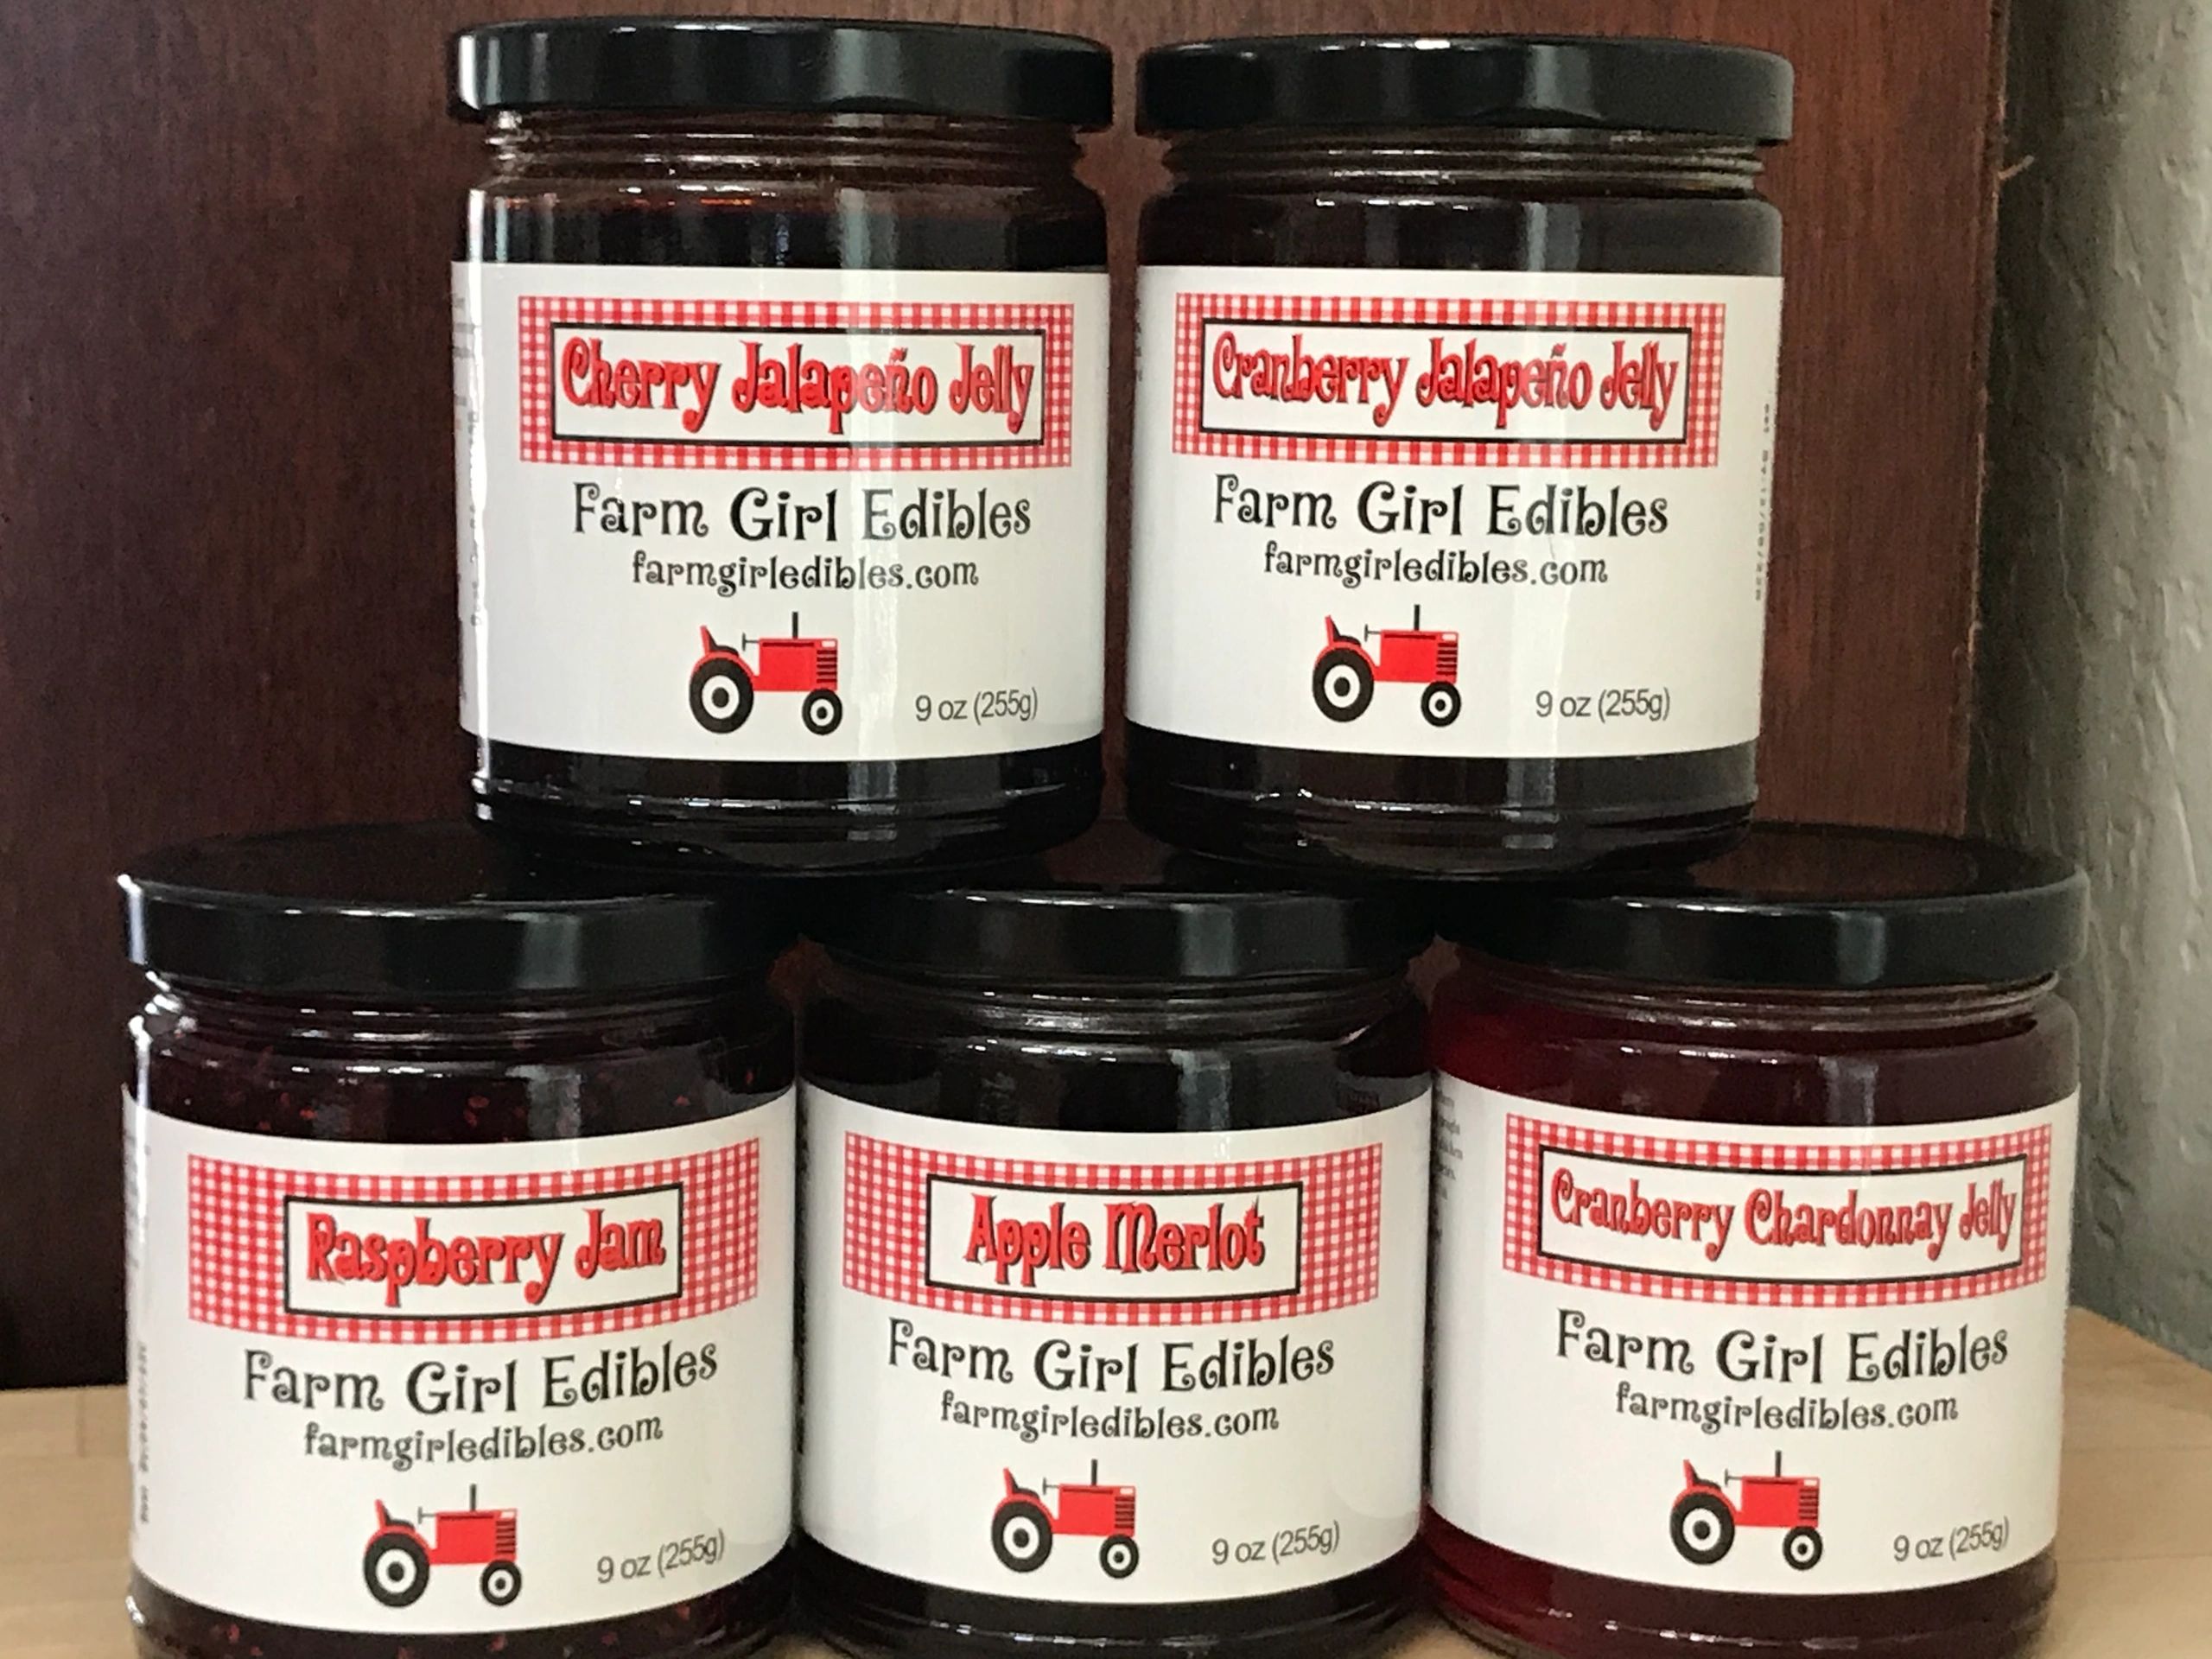 Cherry Jalapeño Jelly
Farm Girl Edibles
farmgirledibles.com
9 oz (255g)
Cranberry Jalapeño Jelly
Farm Girl Edibles
farmgirledibles.com
9 oz (255g)
Raspberry Jam
Farm Girl Edibles
farmgirledibles.com
9 oz (255g)
Apple Merlot
Farm Girl Edibles
farmgirledibles.com
9 oz (255g)
Cranberry Chardonnay Jelly
Farm Girl Edibles
farmgirledibles.com
9 oz (255g)